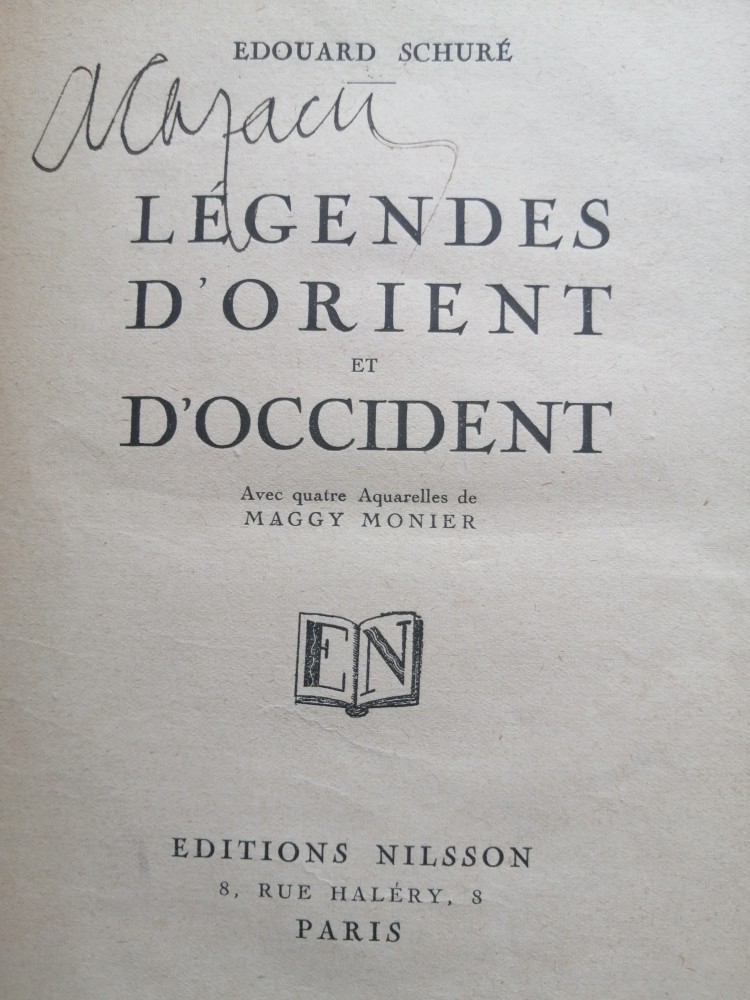 EDOUARD SCHURÉ
LÉGENDES
D'ORIENT
ET
D'OCCIDENT
Avec quatre Aquarelles de
MAGGY MONIER
EN
EDITIONS NILSSON
8, RUE HALÉRY, 8
PARIS